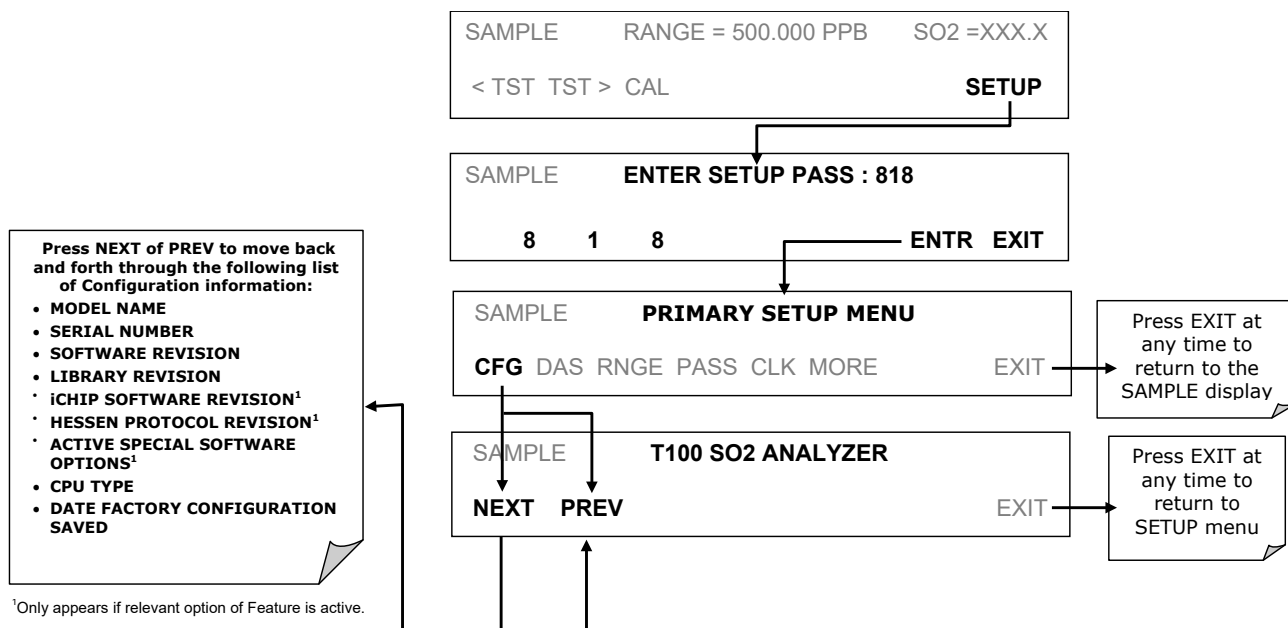 SAMPLE RANGE = 500.000 PPB SO2 =XXX.X
< TST TST > CAL SETUP
SAMPLE ENTER SETUP PASS : 818
8 1 8 ENTR EXIT
SAMPLE PRIMARY SETUP MENU
CFG DAS RNGE PASS CLK MORE EXIT
Press EXIT at
any time to
return to the
SAMPLE display
SAMPLE T100 SO2 ANALYZER
NEXT PREV EXIT
Press EXIT at
any time to
return to
SETUP menu
Press NEXT of PREV to move back
and forth through the following list
of Configuration information:
• MODEL NAME
• SERIAL NUMBER
• SOFTWARE REVISION
• LIBRARY REVISION
• iCHIP SOFTWARE REVISION¹
• HESSEN PROTOCOL REVISION¹
• ACTIVE SPECIAL SOFTWARE
OPTIONS¹
• CPU TYPE
• DATE FACTORY CONFIGURATION
SAVED
¹Only appears if relevant option of Feature is active.